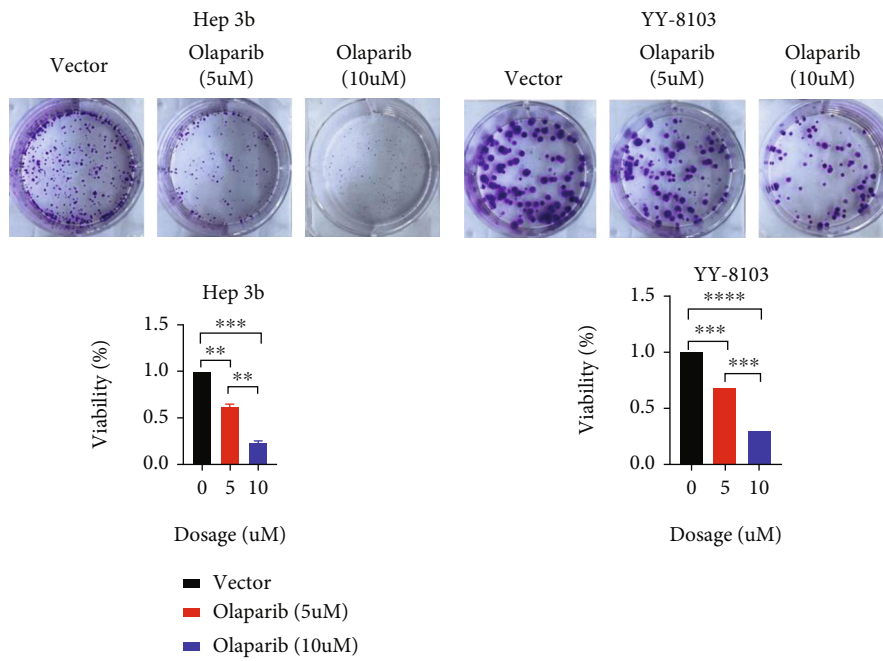 Hep 3b
Vector
Olaparib
(5uM)
Olaparib
(10uM)
YY-8103
Vector
Olaparib
(5uM)
Olaparib
(10uM)
Hep 3b
Viability (%)
1.5
1.0
0.5
0.0
***
**
**
0 5 10
Dosage (uM)
Vector
Olaparib (5uM)
Olaparib (10uM)
YY-8103
Viability (%)
1.5
1.0
0.5
0.0
****
***
***
0 5 10
Dosage (uM)